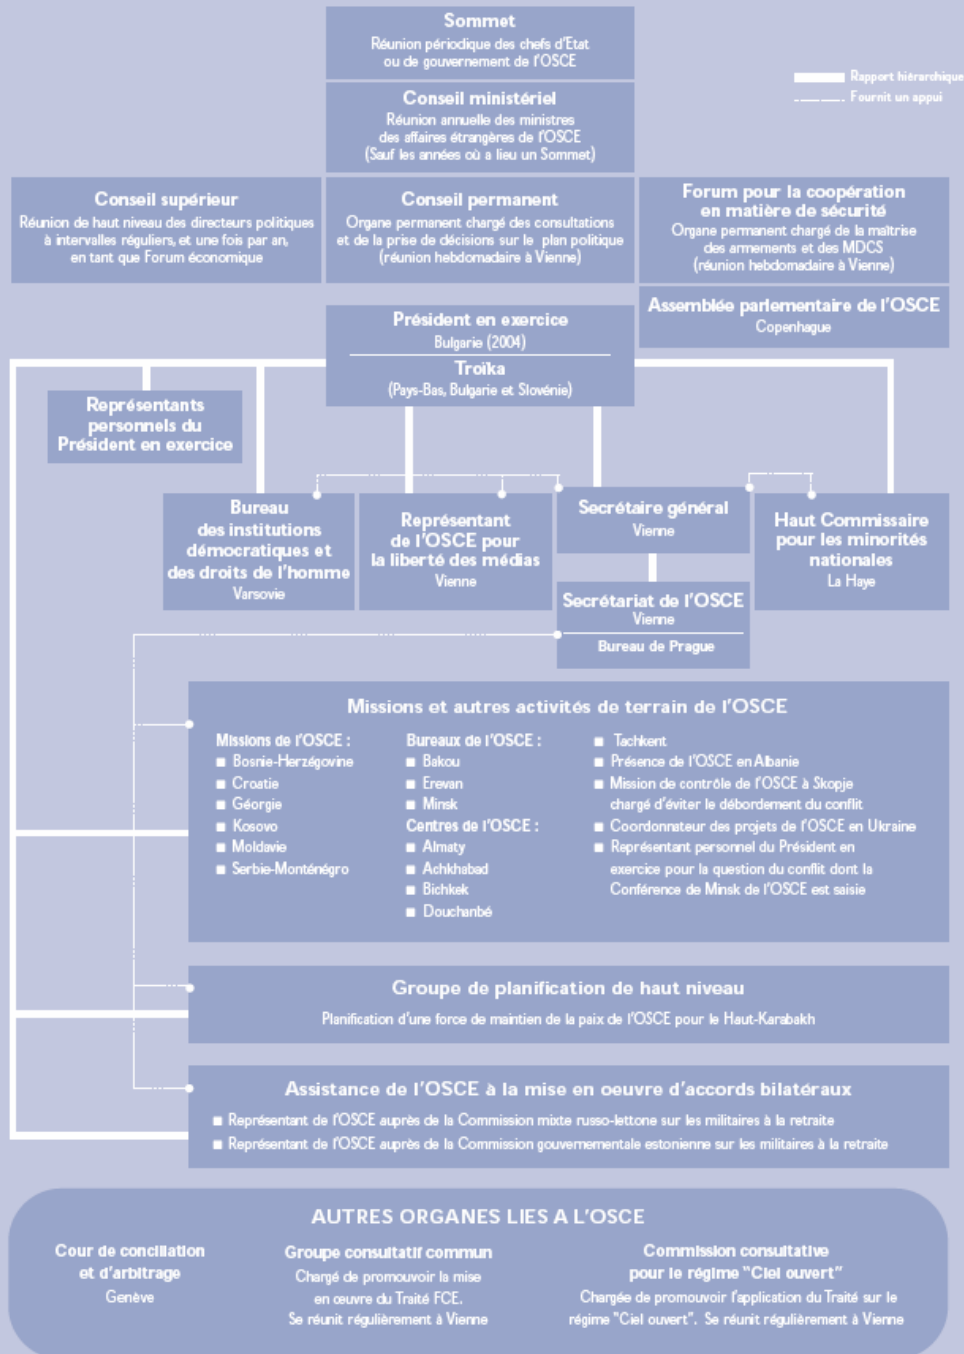 Sommet
Réunion périodique des chefs d'Etat
ou de gouvernement de l'OSCE
Rapport hiérarchique
Fournit un appui
Conseil ministériel
Réunion annuelle des ministres
des affaires étrangères de l'OSCE
(Sauf les années où a lieu un Sommet)
Conseil supérieur
Réunion de haut niveau des directeurs politiques
à intervalles réguliers, et une fois par an,
en tant que Forum économique
Conseil permanent
Organe permanent chargé des consultations
et de la prise de décisions sur le plan politique
(réunion hebdomadaire à Vienne)
Forum pour la coopération
en matière de sécurité
Organe permanent chargé de la maîtrise
des armements et des MDCS
(réunion hebdomadaire à Vienne)
Assemblée parlementaire de l'OSCE
Copenhague
Président en exercice
Bulgarie (2004)
Troïka
(Pays-Bas, Bulgarie et Slovénie)
Représentants
personnels du
Président en exercice
Bureau
des institutions
démocratiques et
des droits de l'homme
Varsovie
Représentant
de l'OSCE pour
la liberté des médias
Vienne
Secrétaire général
Vienne
Haut Commissaire
pour les minorités
nationales
La Haye
Secrétariat de l'OSCE
Vienne
Bureau de Prague
Missions et autres activités de terrain de l'OSCE
Missions de l'OSCE :
Bosnie-Herzégovine
Croatie
Géorgie
Kosovo
Moldavie
Serbie-Monténégro
Bureaux de l'OSCE :
Bakou
Erevan
Minsk
Centres de l'OSCE :
Almaty
Achkhabad
Bichkek
Douchanbé
Tachkent
Présence de l'OSCE en Albanie
Mission de contrôle de l'OSCE à Skopje
chargé d'éviter le débordement du conflit
Coordonnateur des projets de l'OSCE en Ukraine
Représentant personnel du Président en
exercice pour la question du conflit dont la
Conférence de Minsk de l'OSCE est saisie
Groupe de planification de haut niveau
Planification d'une force de maintien de la paix de l'OSCE pour le Haut-Karabakh
Assistance de l'OSCE à la mise en oeuvre d'accords bilatéraux
Représentant de l'OSCE auprès de la Commission mixte russo-lettone sur les militaires à la retraite
Représentant de l'OSCE auprès de la Commission gouvernementale estonienne sur les militaires à la retraite
AUTRES ORGANES LIES A L'OSCE
Cour de conciliation
et d'arbitrage
Genève
Groupe consultatif commun
Chargé de promouvoir la mise
en œuvre du Traité FCE.
Se réunit régulièrement à Vienne
Commission consultative
pour le régime "Ciel ouvert"
Chargée de promouvoir l'application du Traité sur le
régime "Ciel ouvert". Se réunit régulièrement à Vienne